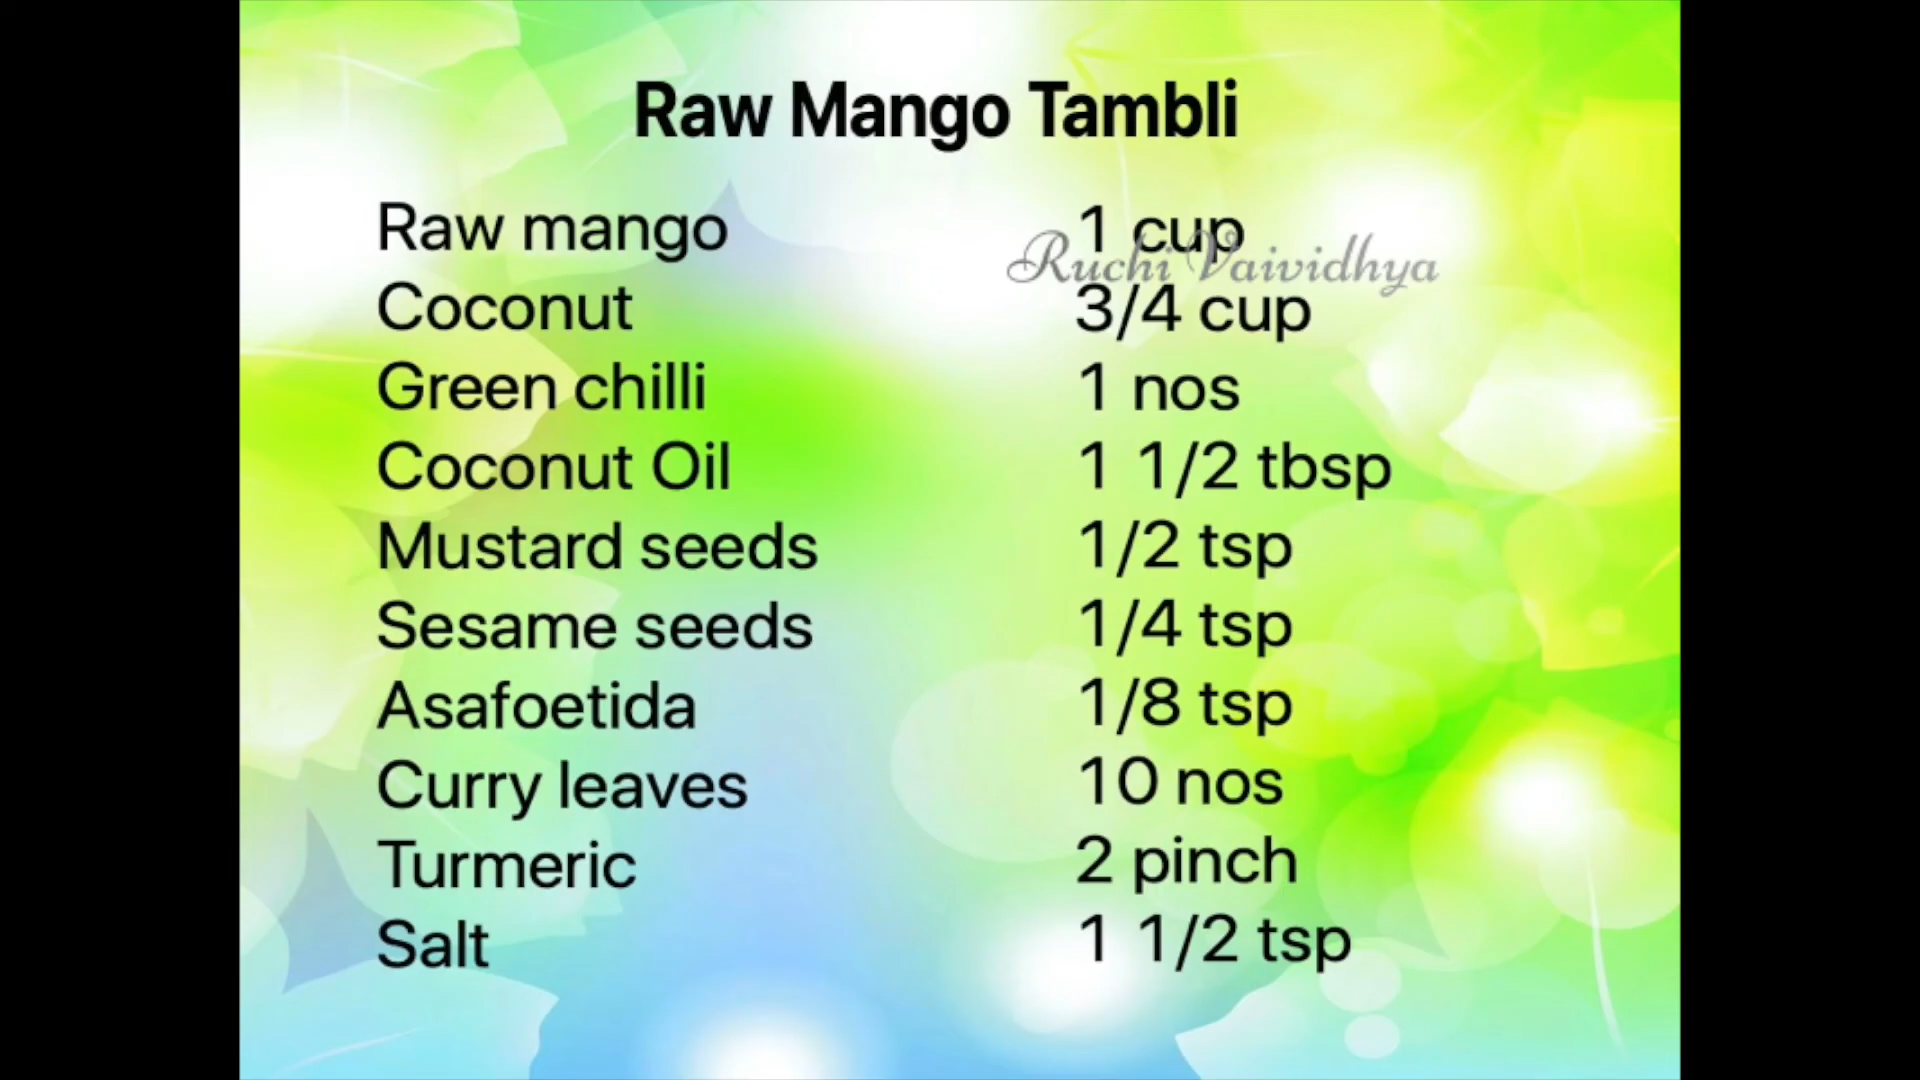 Raw Mango Tambli
Raw mango 1 cup
Ruchi Vaividhya
Coconut 3/4 cup
Green chilli 1 nos
Coconut Oil 1 1/2 tbsp
Mustard seeds 1/2 tsp
Sesame seeds 1/4 tsp
Asafoetida 1/8 tsp
Curry leaves 10 nos
Turmeric 2 pinch
Salt 1 1/2 tsp